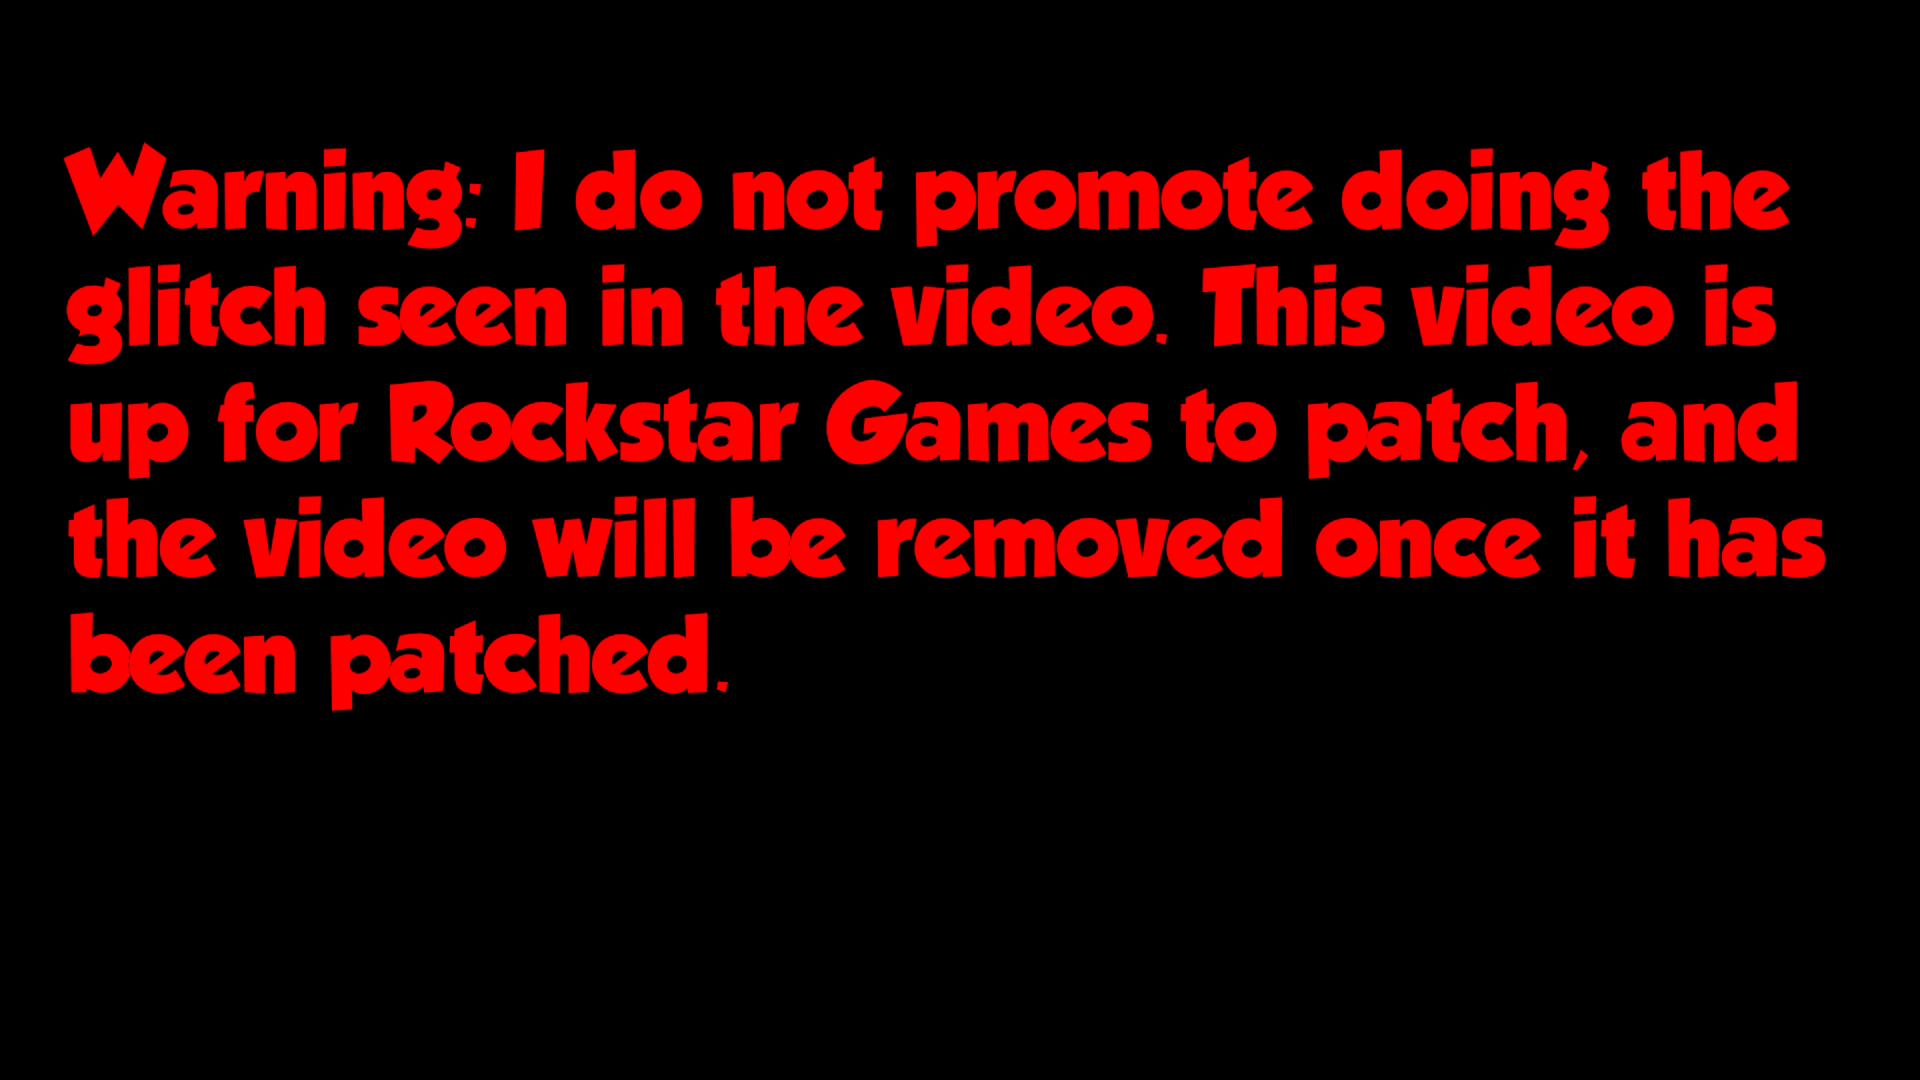 Warning: I do not promote doing the
glitch seen in the video. This video is
up for Rockstar Games to patch, and
the video will be removed once it has
been patched.